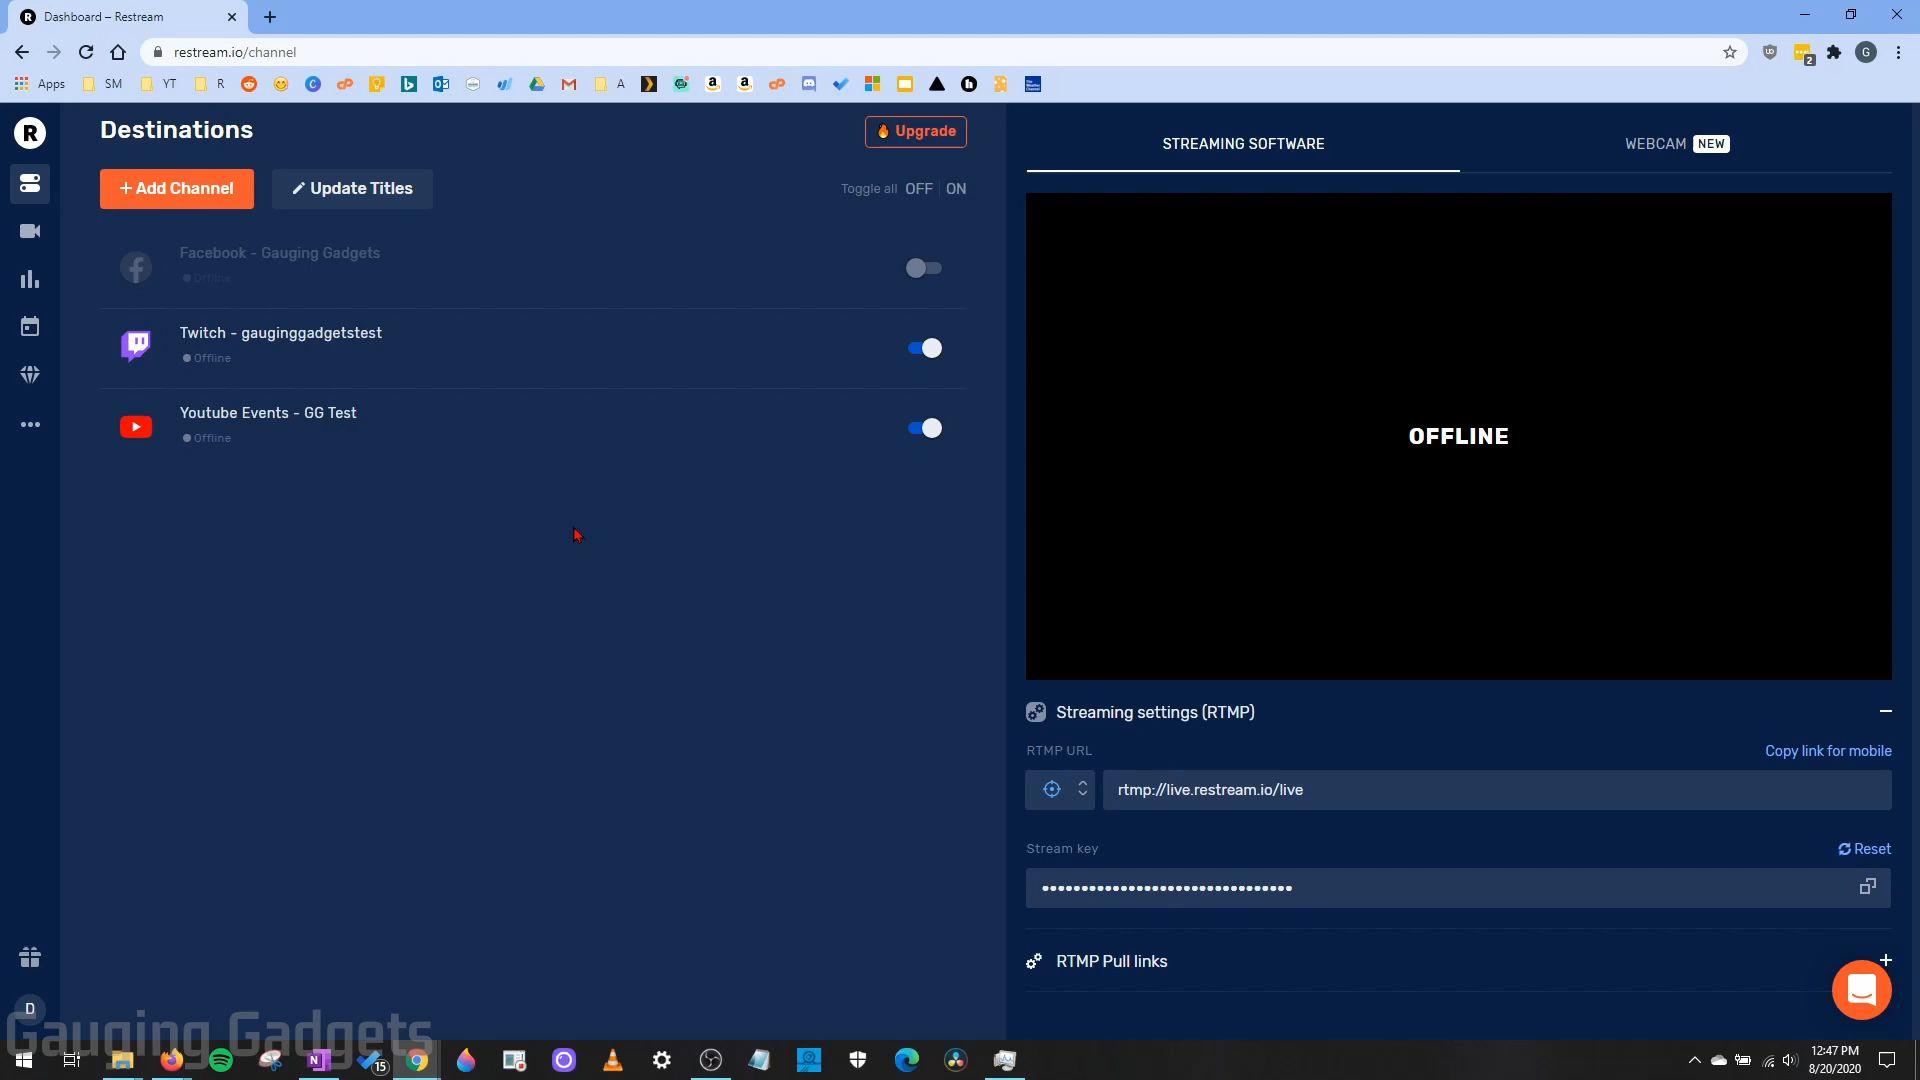 Dashboard – Restream
restream.io/channel
G
2
Apps
SM
YT
R
A
Destinations
Upgrade
+ Add Channel
Update Titles
Toggle all OFF ON
Facebook - Gauging Gadgets
Offline
Twitch - gauginggadgetstest
Offline
Youtube Events - GG Test
Offline
STREAMING SOFTWARE
WEBCAM NEW
OFFLINE
Streaming settings (RTMP)
RTMP URL
Copy link for mobile
rtmp://live.restream.io/live
Stream key
Reset
••••••••••••••••••••••••••••••••
RTMP Pull links
D
Gauging Gadgets
15
12:47 PM
8/20/2020